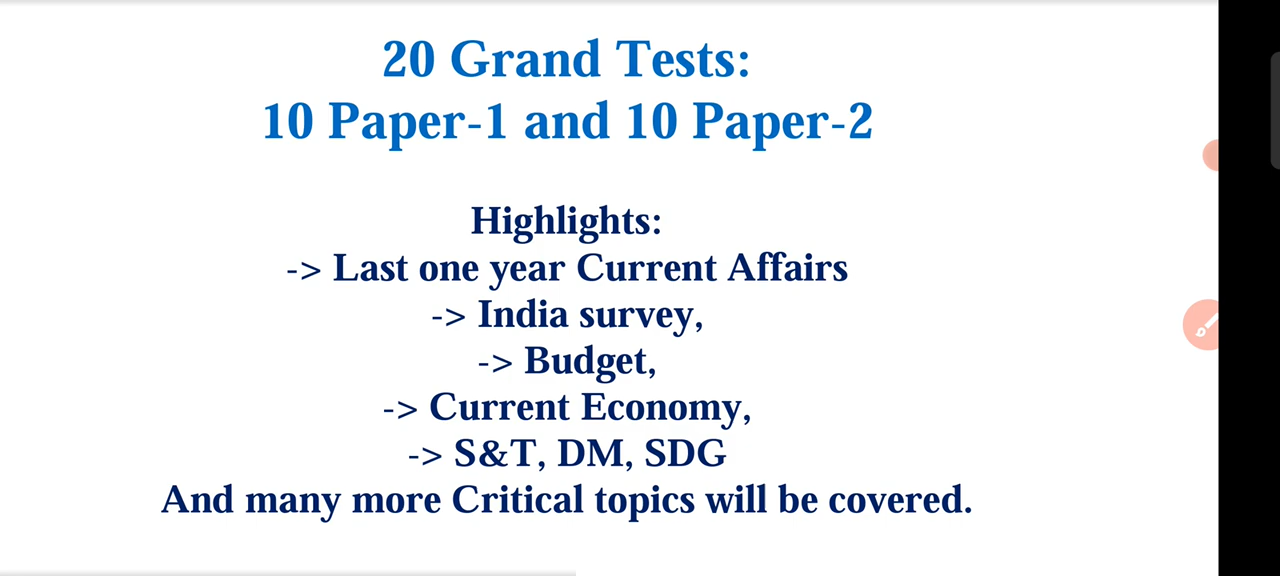 20 Grand Tests:
10 Paper-1 and 10 Paper-2
Highlights:
-> Last one year Current Affairs
-> India survey,
-> Budget,
-> Current Economy,
-> S&T, DM, SDG
And many more Critical topics will be covered.